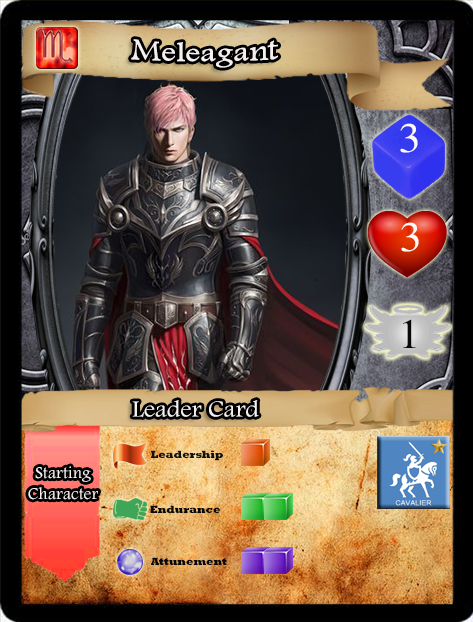 ♏
Meleagant
3
3
1
Leader Card
Starting
Character
Leadership
Endurance
Attunement
CAVALIER